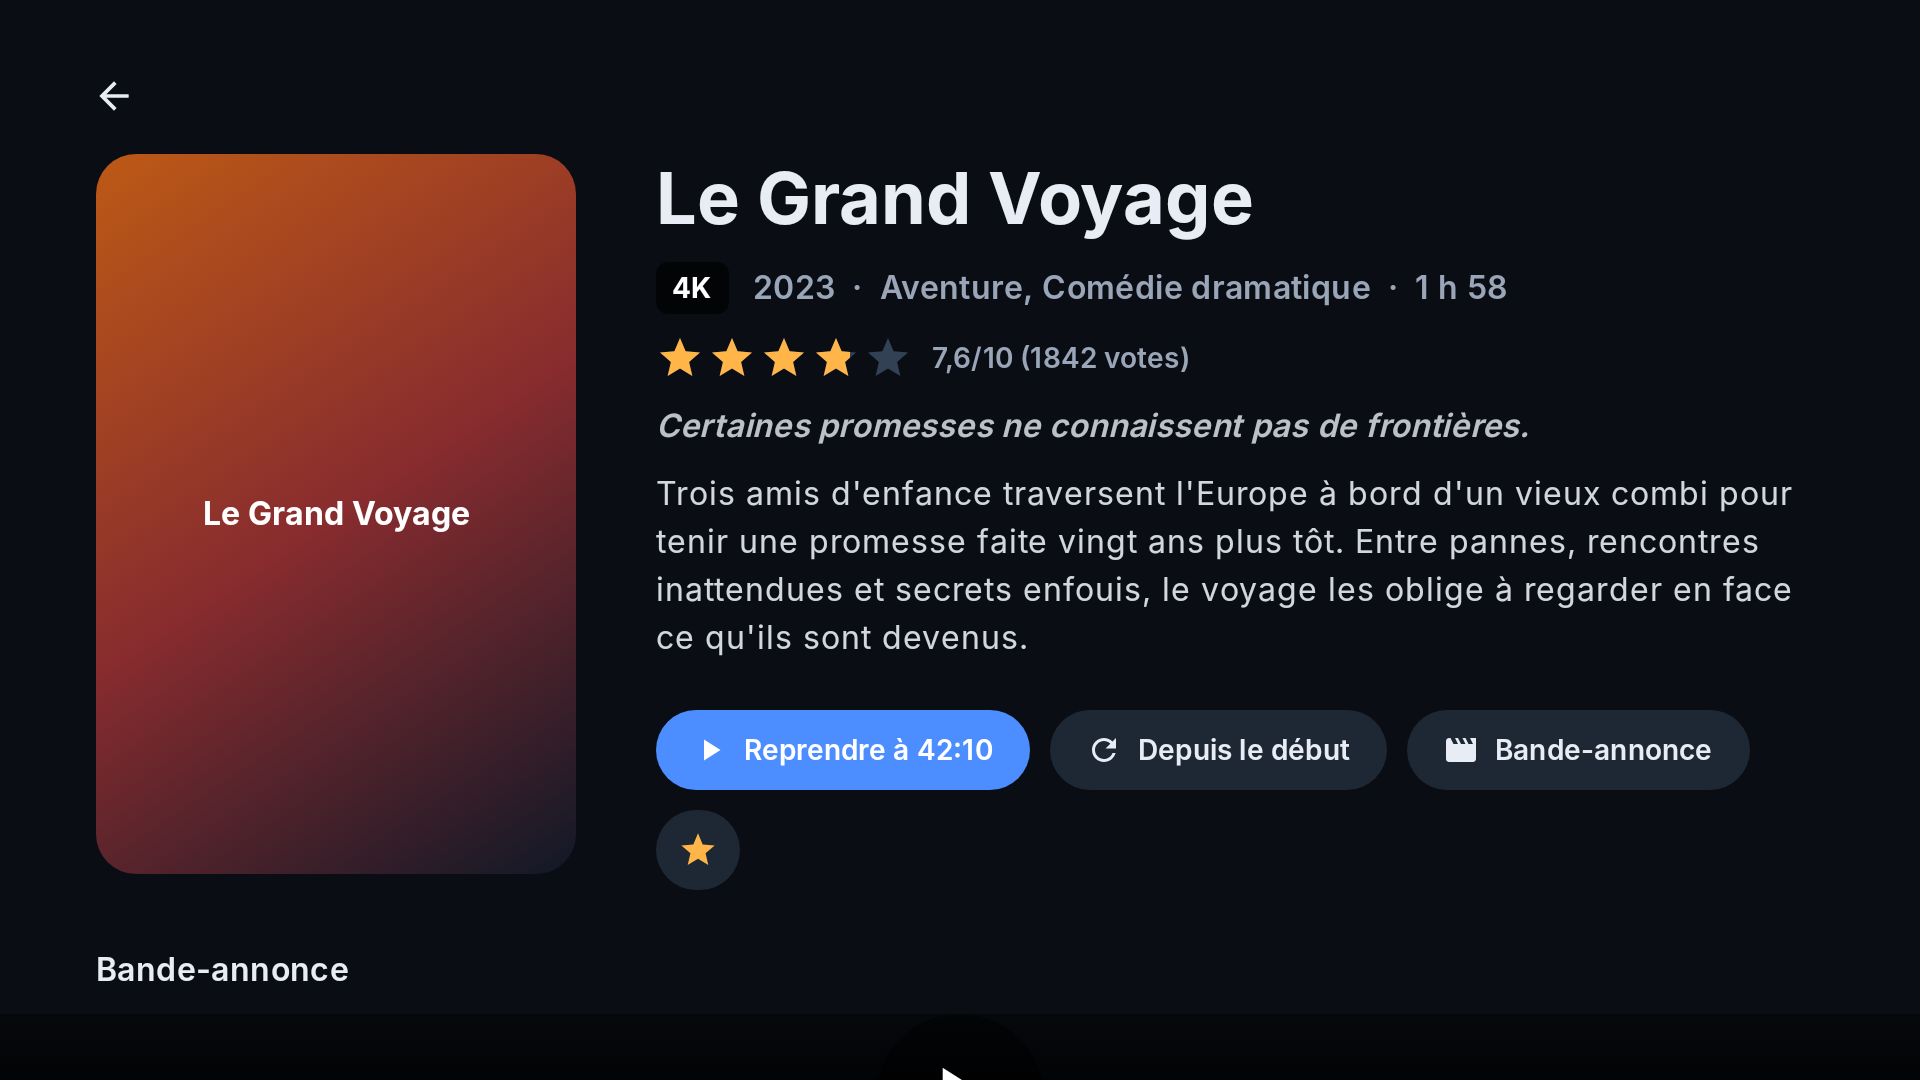 Le Grand Voyage
Le Grand Voyage
4K 2023 · Aventure, Comédie dramatique · 1 h 58
7,6/10 (1842 votes)
Certaines promesses ne connaissent pas de frontières.
Trois amis d'enfance traversent l'Europe à bord d'un vieux combi pour
tenir une promesse faite vingt ans plus tôt. Entre pannes, rencontres
inattendues et secrets enfouis, le voyage les oblige à regarder en face
ce qu'ils sont devenus.
Reprendre à 42:10
Depuis le début
Bande-annonce
Bande-annonce